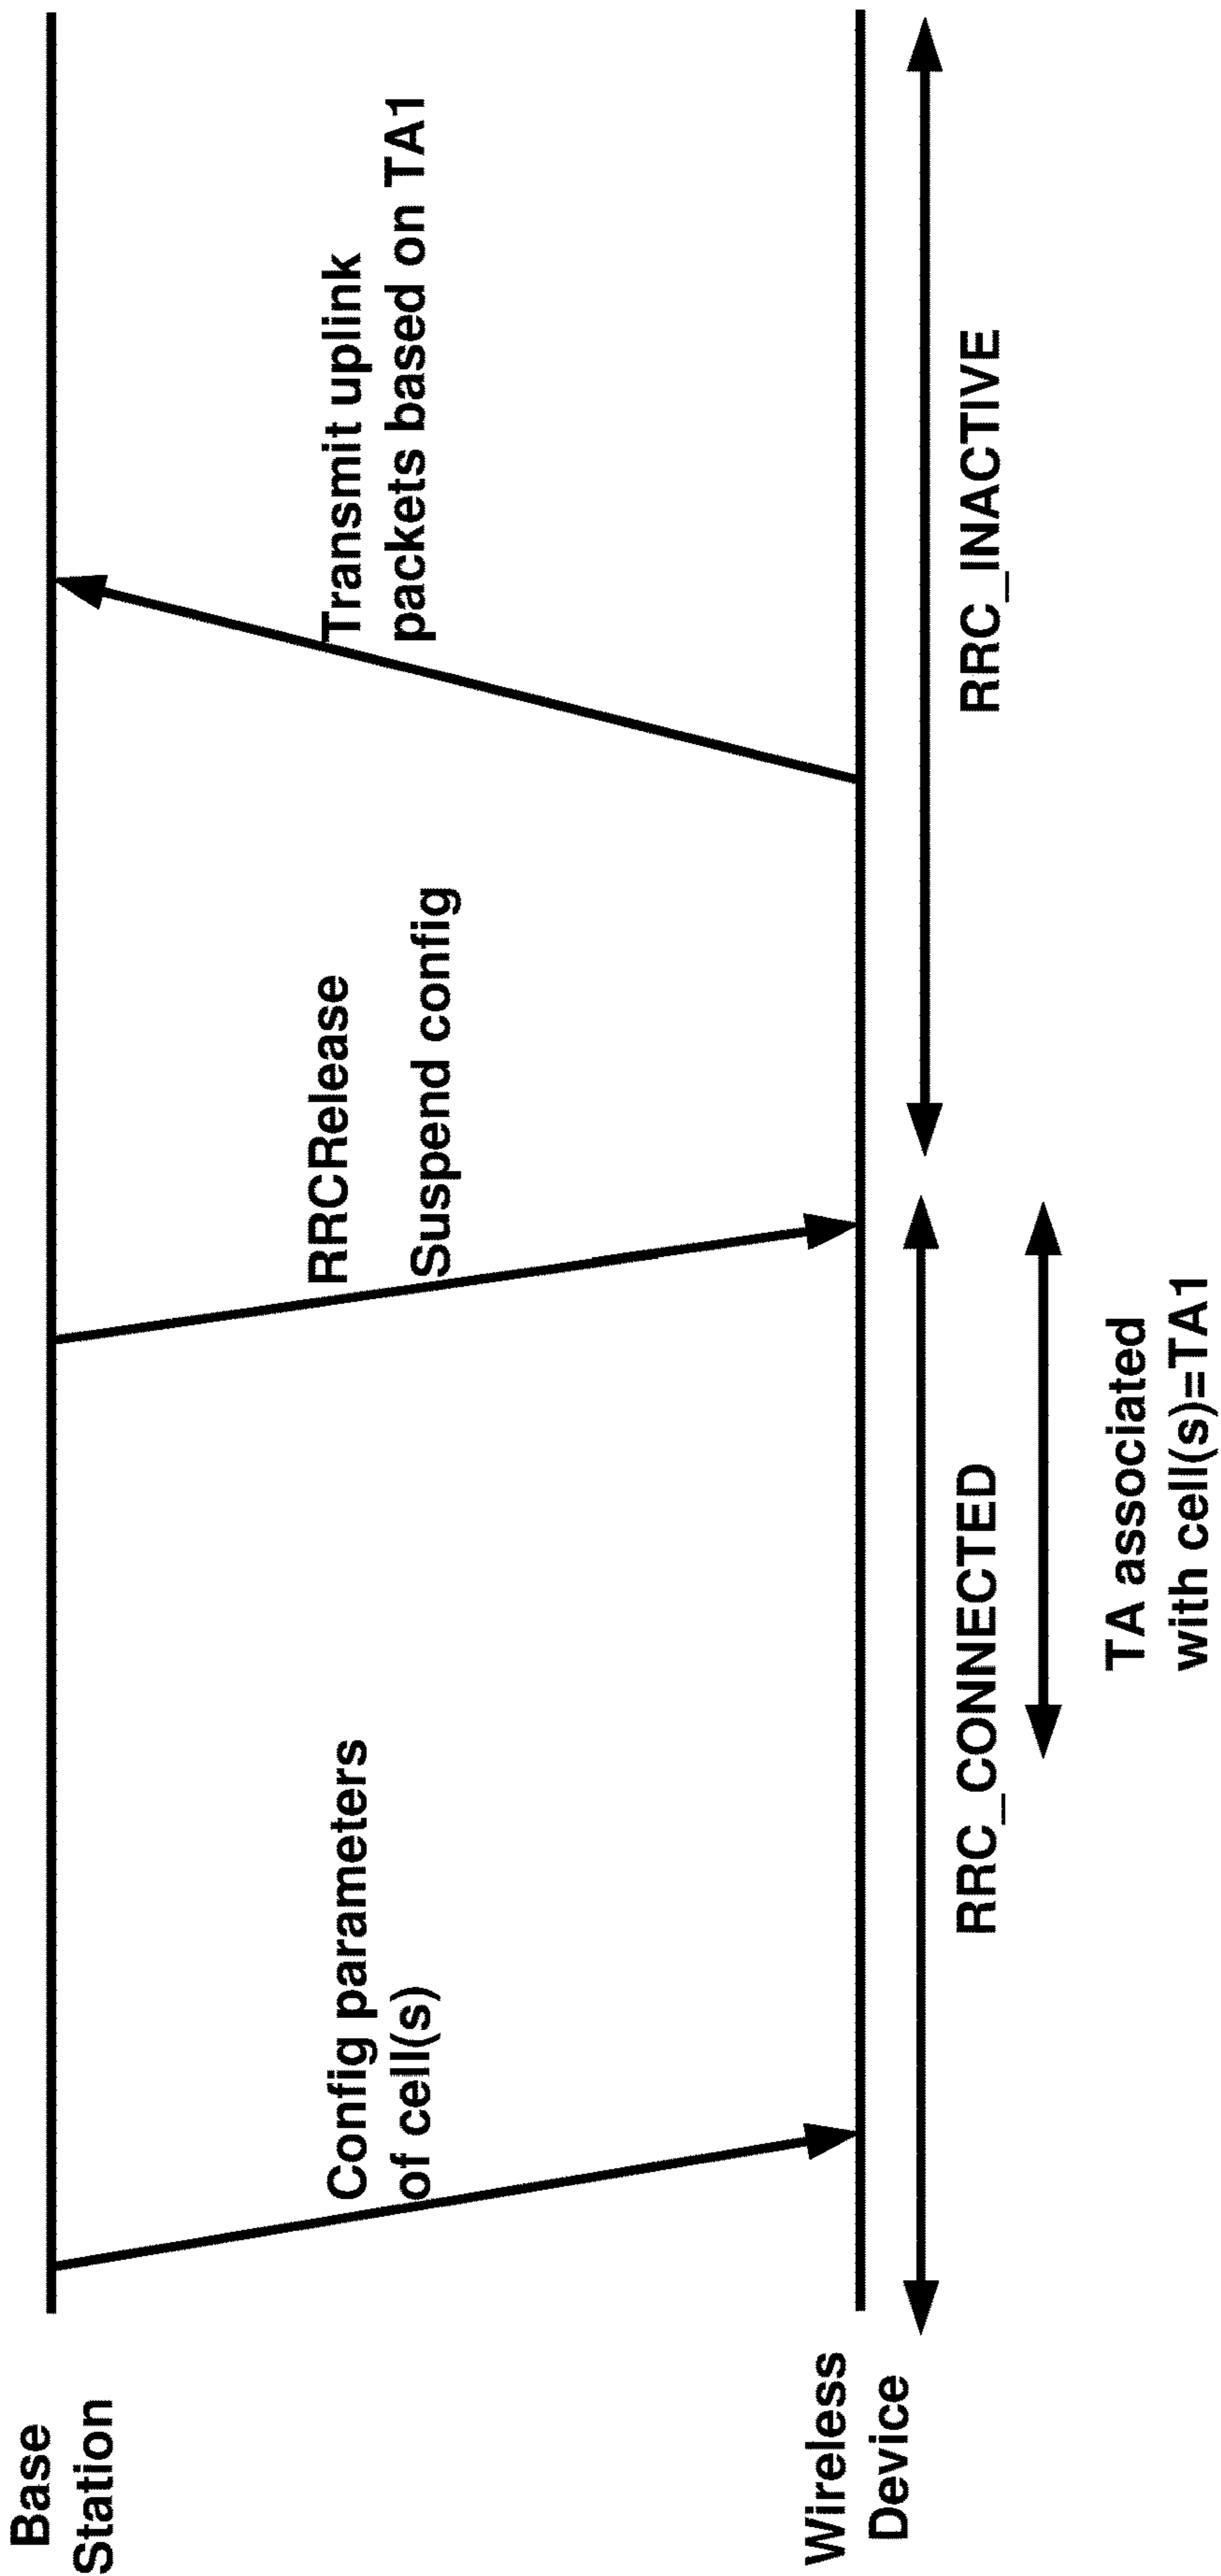 Base
Station
Config parameters
of cell(s)
RRCRelease
Suspend config
Transmit uplink
packets based on TA1
Wireless
Device
RRC_CONNECTED
RRC_INACTIVE
TA associated
with cell(s)=TA1